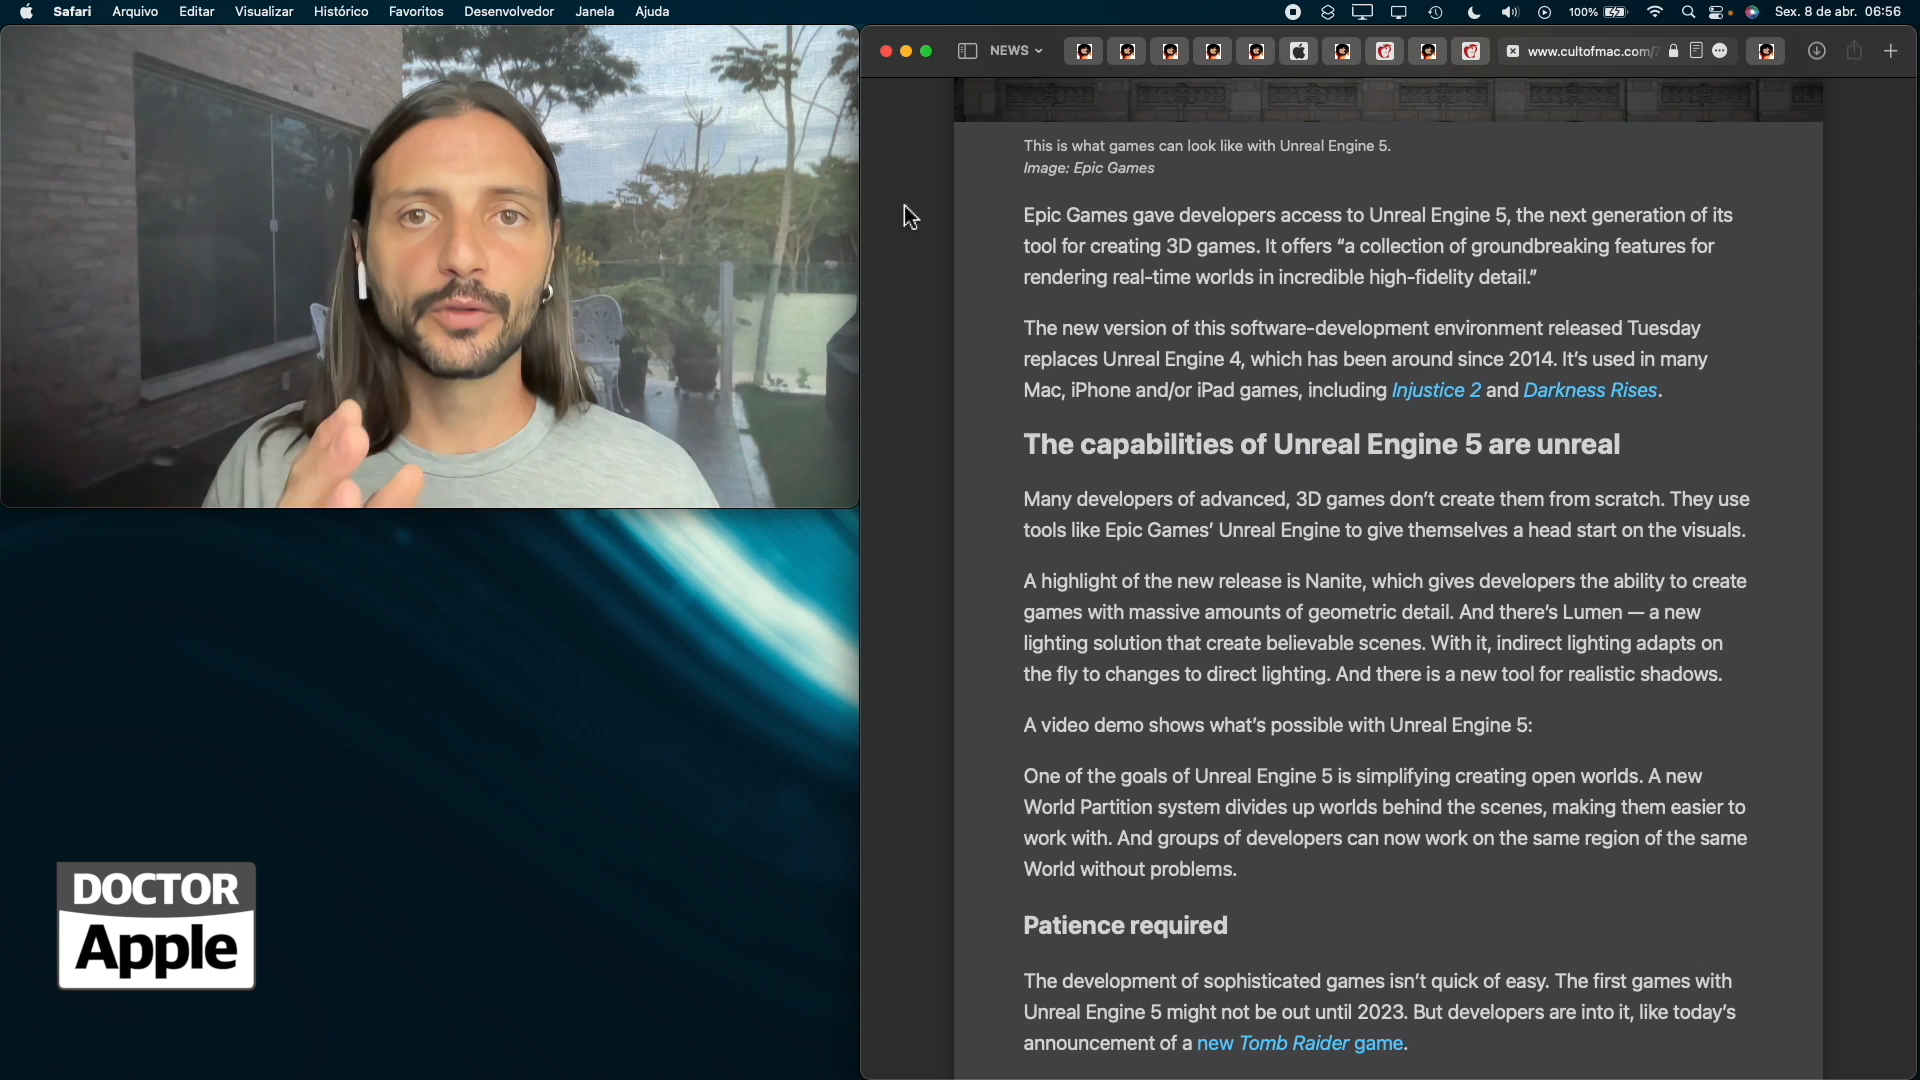 Safari Arquivo Editar Visualizar Histórico Favoritos Desenvolvedor Janela Ajuda 100% Sex. 8 de abr. 06:56
NEWS www.cultofmac.com/
This is what games can look like with Unreal Engine 5.
Image: Epic Games
Epic Games gave developers access to Unreal Engine 5, the next generation of its
tool for creating 3D games. It offers “a collection of groundbreaking features for
rendering real-time worlds in incredible high-fidelity detail.”
The new version of this software-development environment released Tuesday
replaces Unreal Engine 4, which has been around since 2014. It’s used in many
Mac, iPhone and/or iPad games, including Injustice 2 and Darkness Rises.
The capabilities of Unreal Engine 5 are unreal
Many developers of advanced, 3D games don’t create them from scratch. They use
tools like Epic Games’ Unreal Engine to give themselves a head start on the visuals.
A highlight of the new release is Nanite, which gives developers the ability to create
games with massive amounts of geometric detail. And there’s Lumen — a new
lighting solution that create believable scenes. With it, indirect lighting adapts on
the fly to changes to direct lighting. And there is a new tool for realistic shadows.
A video demo shows what’s possible with Unreal Engine 5:
One of the goals of Unreal Engine 5 is simplifying creating open worlds. A new
World Partition system divides up worlds behind the scenes, making them easier to
work with. And groups of developers can now work on the same region of the same
World without problems.
Patience required
The development of sophisticated games isn’t quick of easy. The first games with
Unreal Engine 5 might not be out until 2023. But developers are into it, like today’s
announcement of a new Tomb Raider game.
DOCTOR
Apple